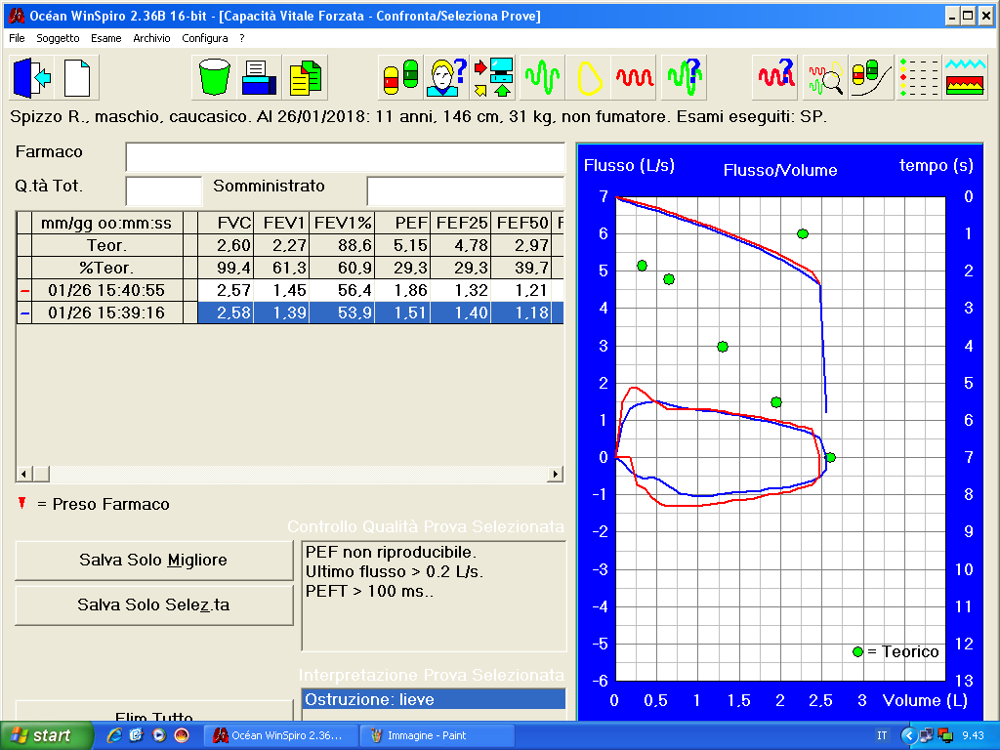 Océan WinSpiro 2.36B 16-bit - [Capacità Vitale Forzata - Confronta/Seleziona Prove]
File Soggetto Esame Archivio Configura ?
Spizzo R., maschio, caucasico. Al 26/01/2018: 11 anni, 146 cm, 31 kg, non fumatore. Esami eseguiti: SP.
Farmaco
Q.tà Tot. Somministrato
mm/gg oo:mm:ss FVC FEV1 FEV1% PEF FEF25 FEF50 F
Teor. 2,60 2,27 88,6 5,15 4,78 2,97
%Teor. 99,4 61,3 60,9 29,3 29,3 39,7
01/26 15:40:55 2,57 1,45 56,4 1,86 1,32 1,21
01/26 15:39:16 2,58 1,39 53,9 1,51 1,40 1,18
= Preso Farmaco
Controllo Qualità Prova Selezionata
Salva Solo Migliore
Salva Solo Selez.ta
PEF non riproducibile.
Ultimo flusso > 0.2 L/s.
PEFT > 100 ms..
Interpretazione Prova Selezionata
Ostruzione: lieve
Elim Tutto
Flusso (L/s) Flusso/Volume tempo (s)
7 0
6 1
5 2
4 3
3 4
2 5
1 6
0 7
-1 8
-2 9
-3 10
-4 11
-5 12
-6 13
= Teorico
0 0,5 1 1,5 2 2,5 3 Volume (L)
start Océan WinSpiro 2.36... Immagine - Paint IT 9.43